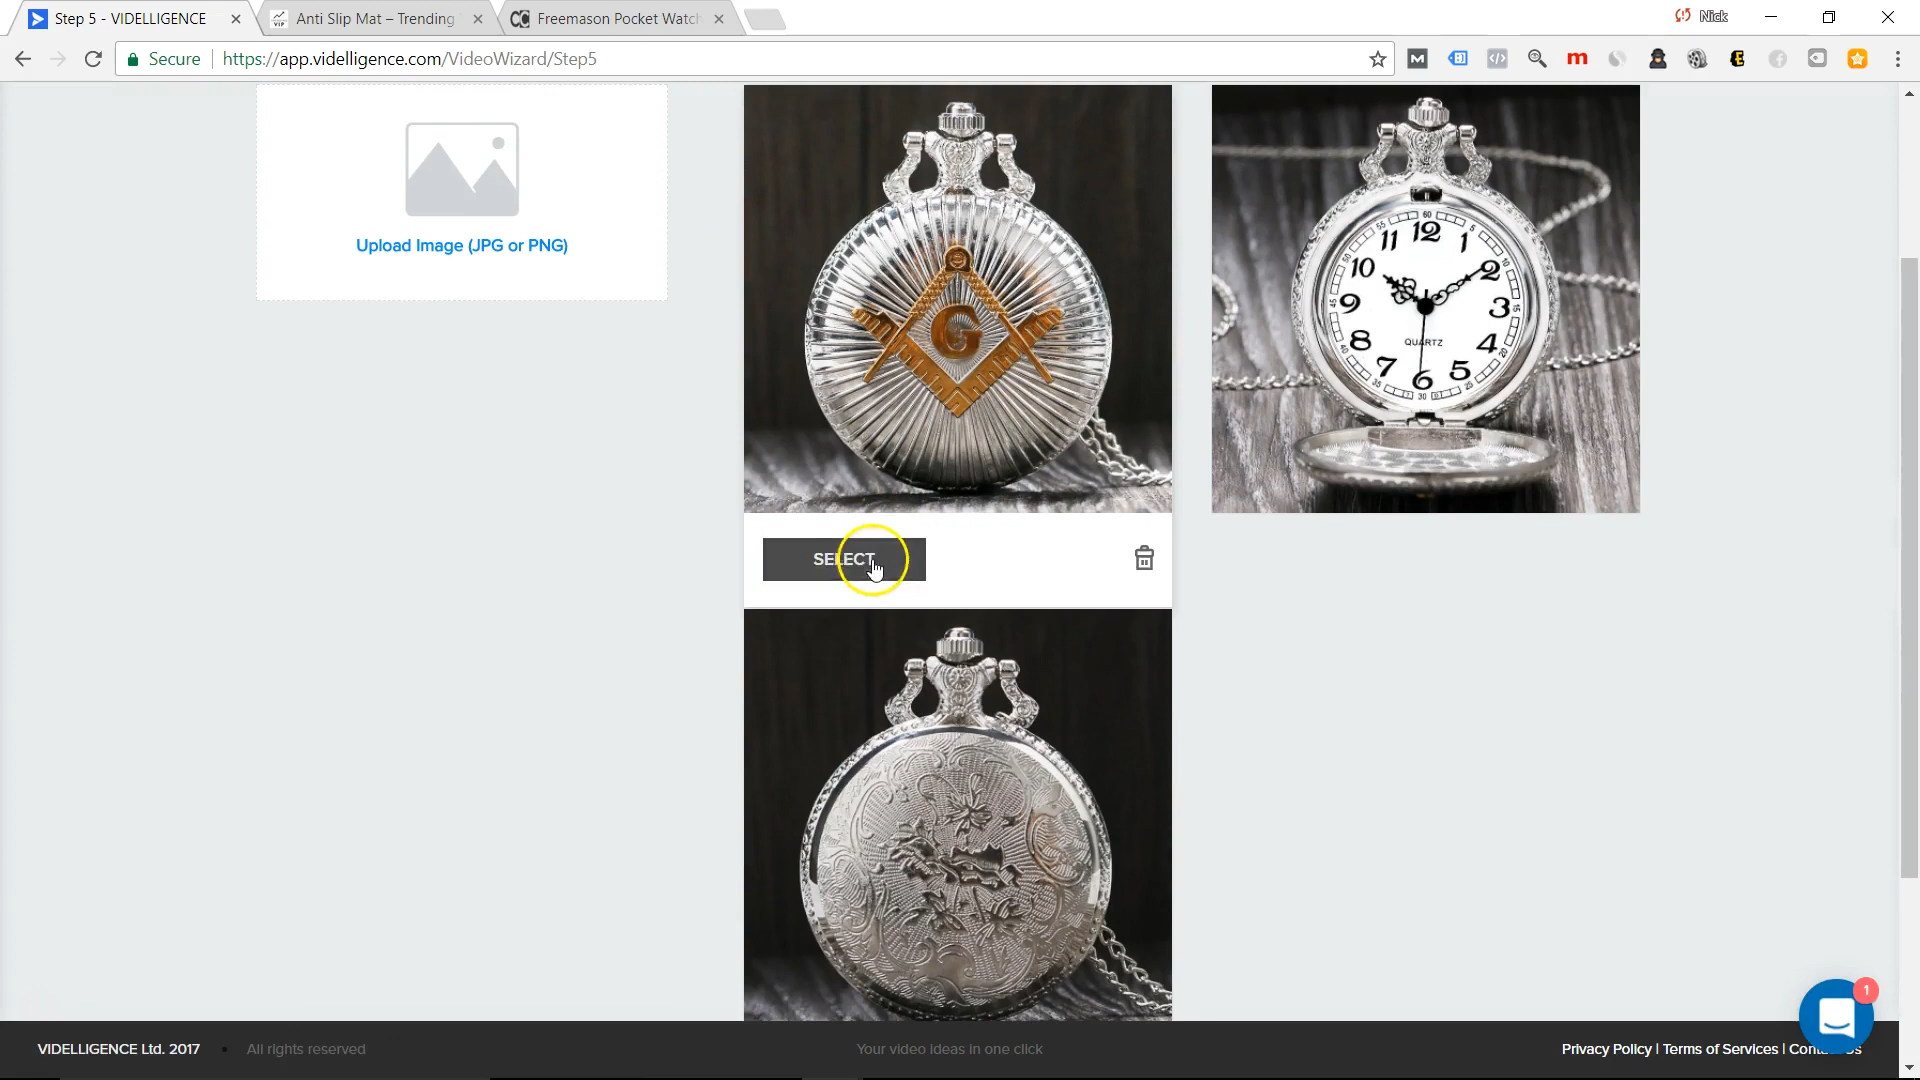 Step 5 - VIDELLIGENCE
Anti Slip Mat – Trending
Freemason Pocket Watch
Nick
Secure
https://app.videlligence.com/VideoWizard/Step5
Upload Image (JPG or PNG)
G
12
1
2
3
4
5
6
7
8
9
10
11
60
QUARTZ
30
SELECT
1
VIDELLIGENCE Ltd. 2017
All rights reserved
Your video ideas in one click
Privacy Policy | Terms of Services |